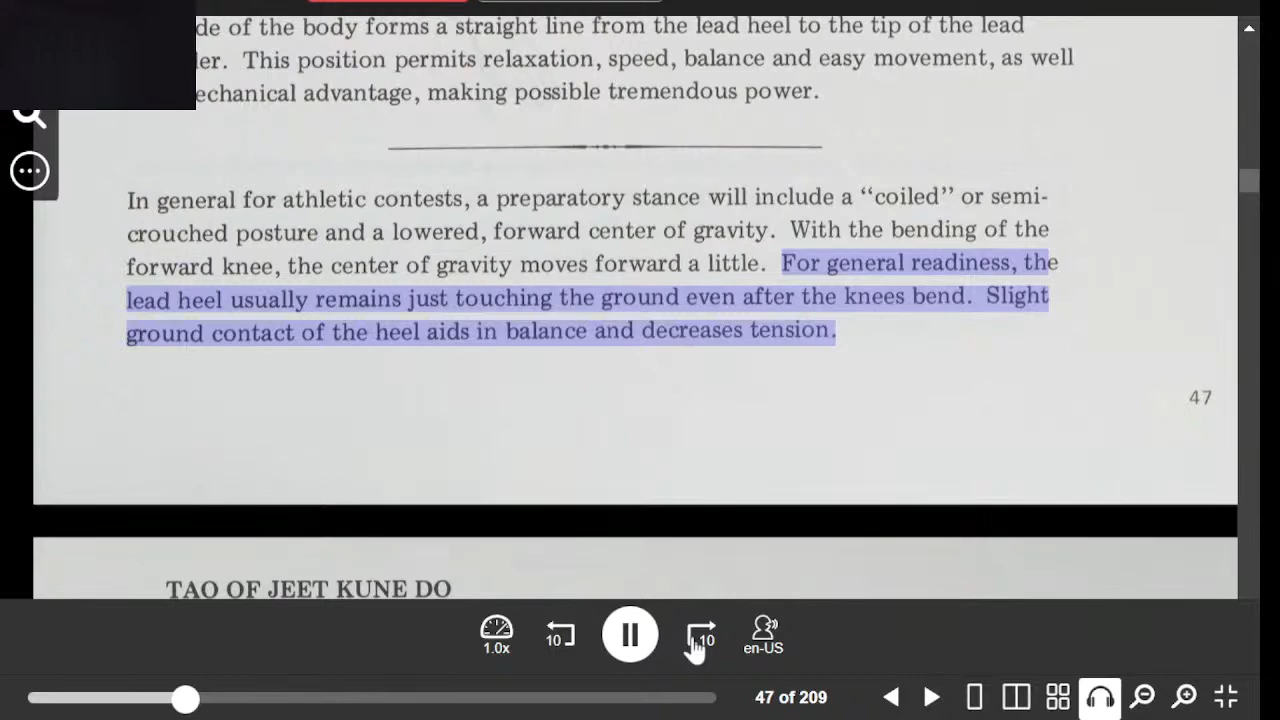 de of the body forms a straight line from the lead heel to the tip of the lead
er. This position permits relaxation, speed, balance and easy movement, as well
echanical advantage, making possible tremendous power.
In general for athletic contests, a preparatory stance will include a “coiled” or semi-
crouched posture and a lowered, forward center of gravity. With the bending of the
forward knee, the center of gravity moves forward a little. For general readiness, the
lead heel usually remains just touching the ground even after the knees bend. Slight
ground contact of the heel aids in balance and decreases tension.
47
TAO OF JEET KUNE DO
1.0x
10
10
en-US
47 of 209